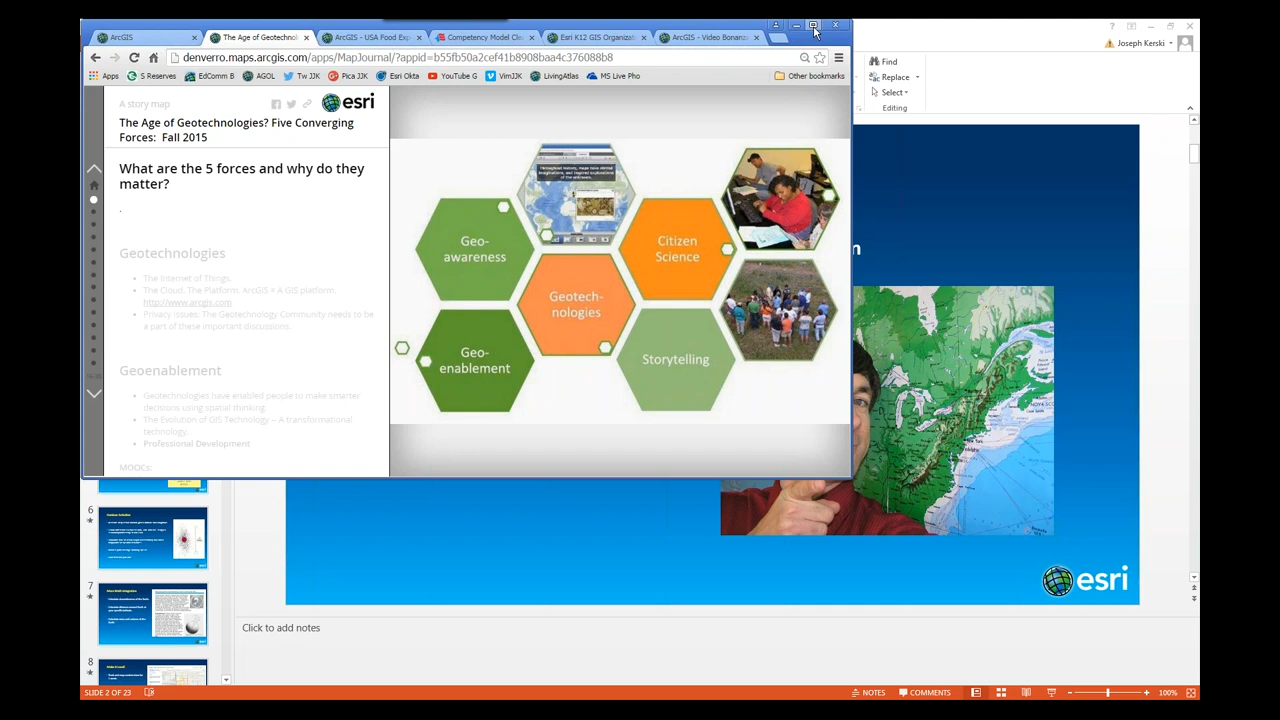 ArcGIS
The Age of Geotechnol
ArcGIS - USA Food Exp
Competency Model Cle
Esri K12 GIS Organizat
ArcGIS - Video Bonanz
denverro.maps.arcgis.com/apps/MapJournal/?appid=b55fb50a2cef41b8908baa4c376088b8
Apps
S Reserves
EdComm B
AGOL
Tw JJK
Pica JJK
Esri Okta
YouTube G
VimJJK
LivingAtlas
MS Live Pho
Other bookmarks
A story map
esri
The Age of Geotechnologies? Five Converging
Forces: Fall 2015
What are the 5 forces and why do they
matter?
.
Geotechnologies
The Internet of Things.
The Cloud. The Platform. ArcGIS = A GIS platform.
http://www.arcgis.com
Privacy Issues: The Geotechnology Community needs to
be a part of these important discussions.
Geoenablement
Geotechnologies have enabled people to make smarter
decisions using spatial thinking.
The Evolution of GIS Technology – A transformational
technology.
Professional Development
MOOCs:
Geo-
awareness
Citizen
Science
Geotech-
nologies
Geo-
enablement
Storytelling
Joseph Kerski
Find
Replace
Select
Editing
n
esri
6
7
8
Click to add notes
SLIDE 2 OF 23
NOTES
COMMENTS
100%